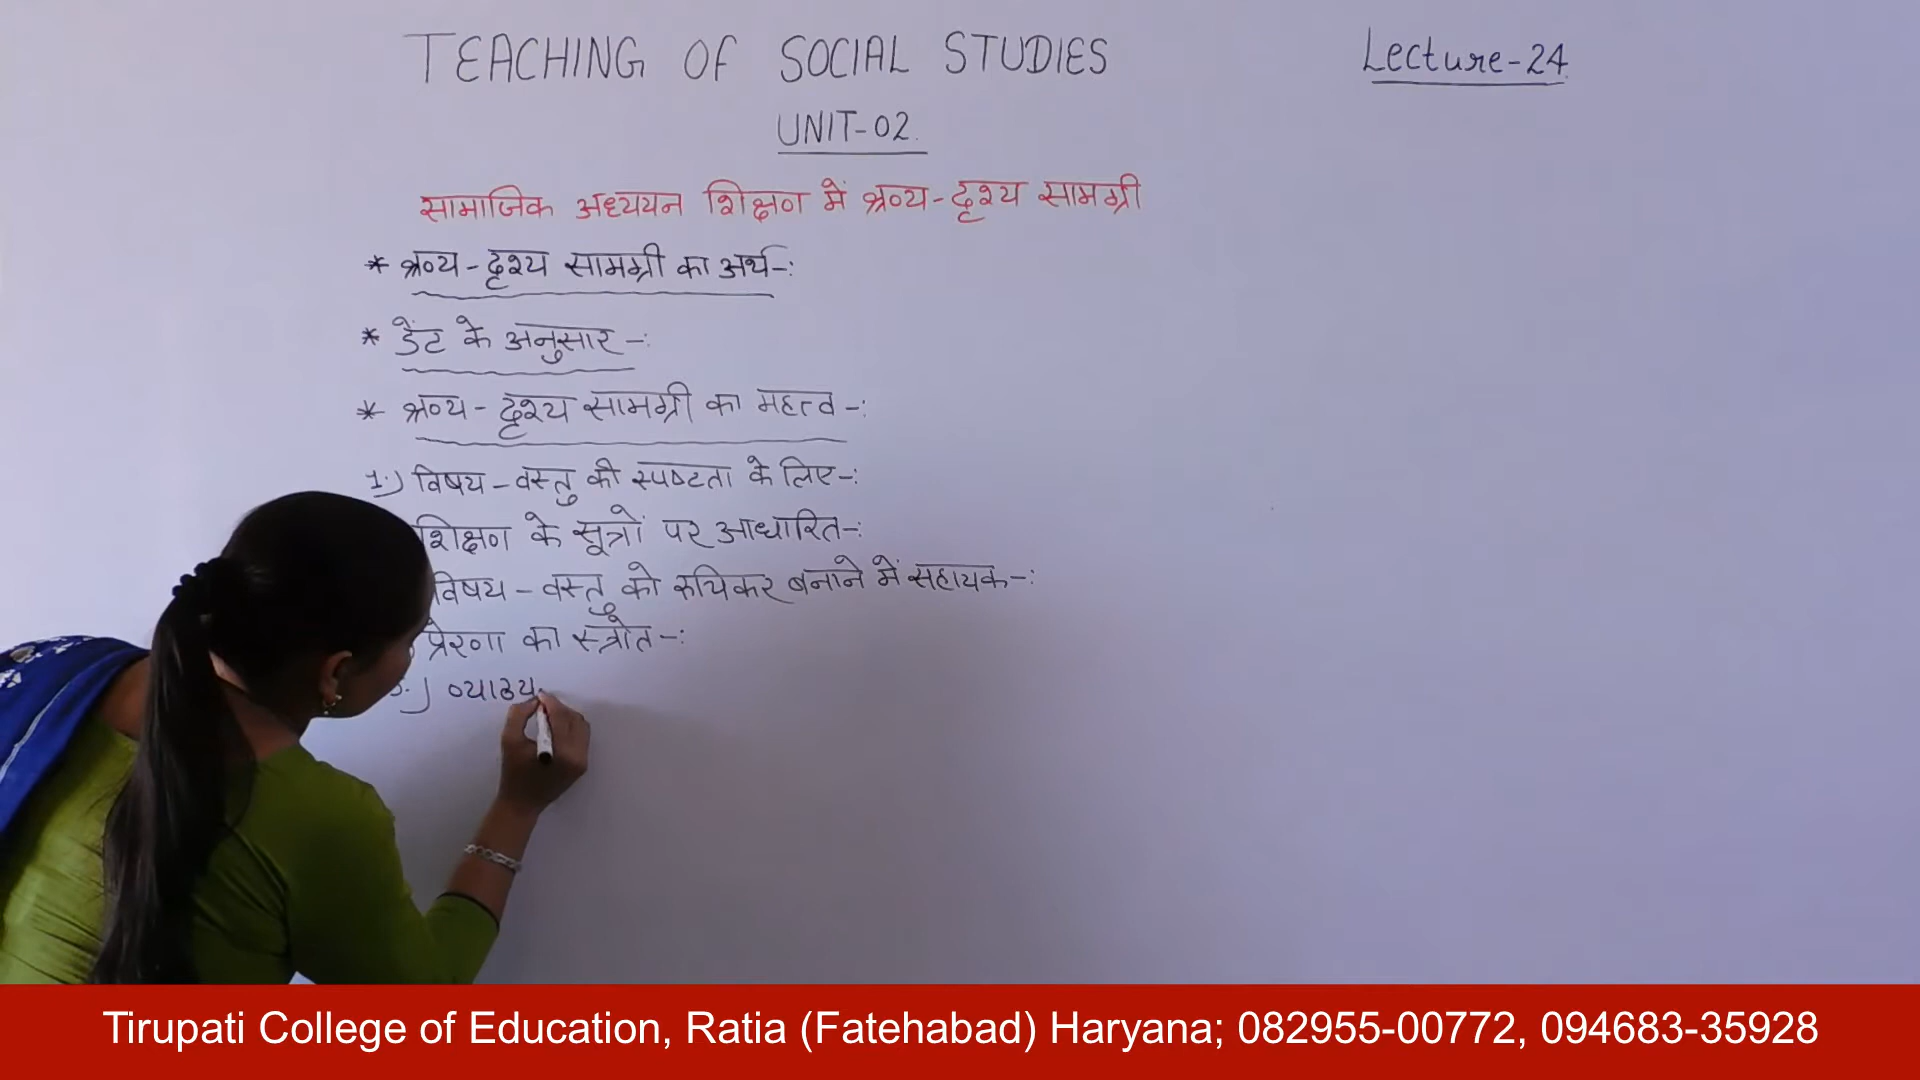 TEACHING OF SOCIAL STUDIES
Lecture-24
UNIT-02.
सामाजिक अध्ययन शिक्षण में श्रव्य-दृश्य सामग्री
* श्रव्य-दृश्य सामग्री का अर्थ-:
* डेंट के अनुसार-:
* श्रव्य-दृश्य सामग्री का महत्व-:
1.) विषय-वस्तु की स्पष्टता के लिए-:
शिक्षण के सूत्रों पर आधारित-:
विषय-वस्तु को रुचिकर बनाने में सहायक-:
प्रेरणा का स्त्रोत-:
Tirupati College of Education, Ratia (Fatehabad) Haryana; 082955-00772, 094683-35928